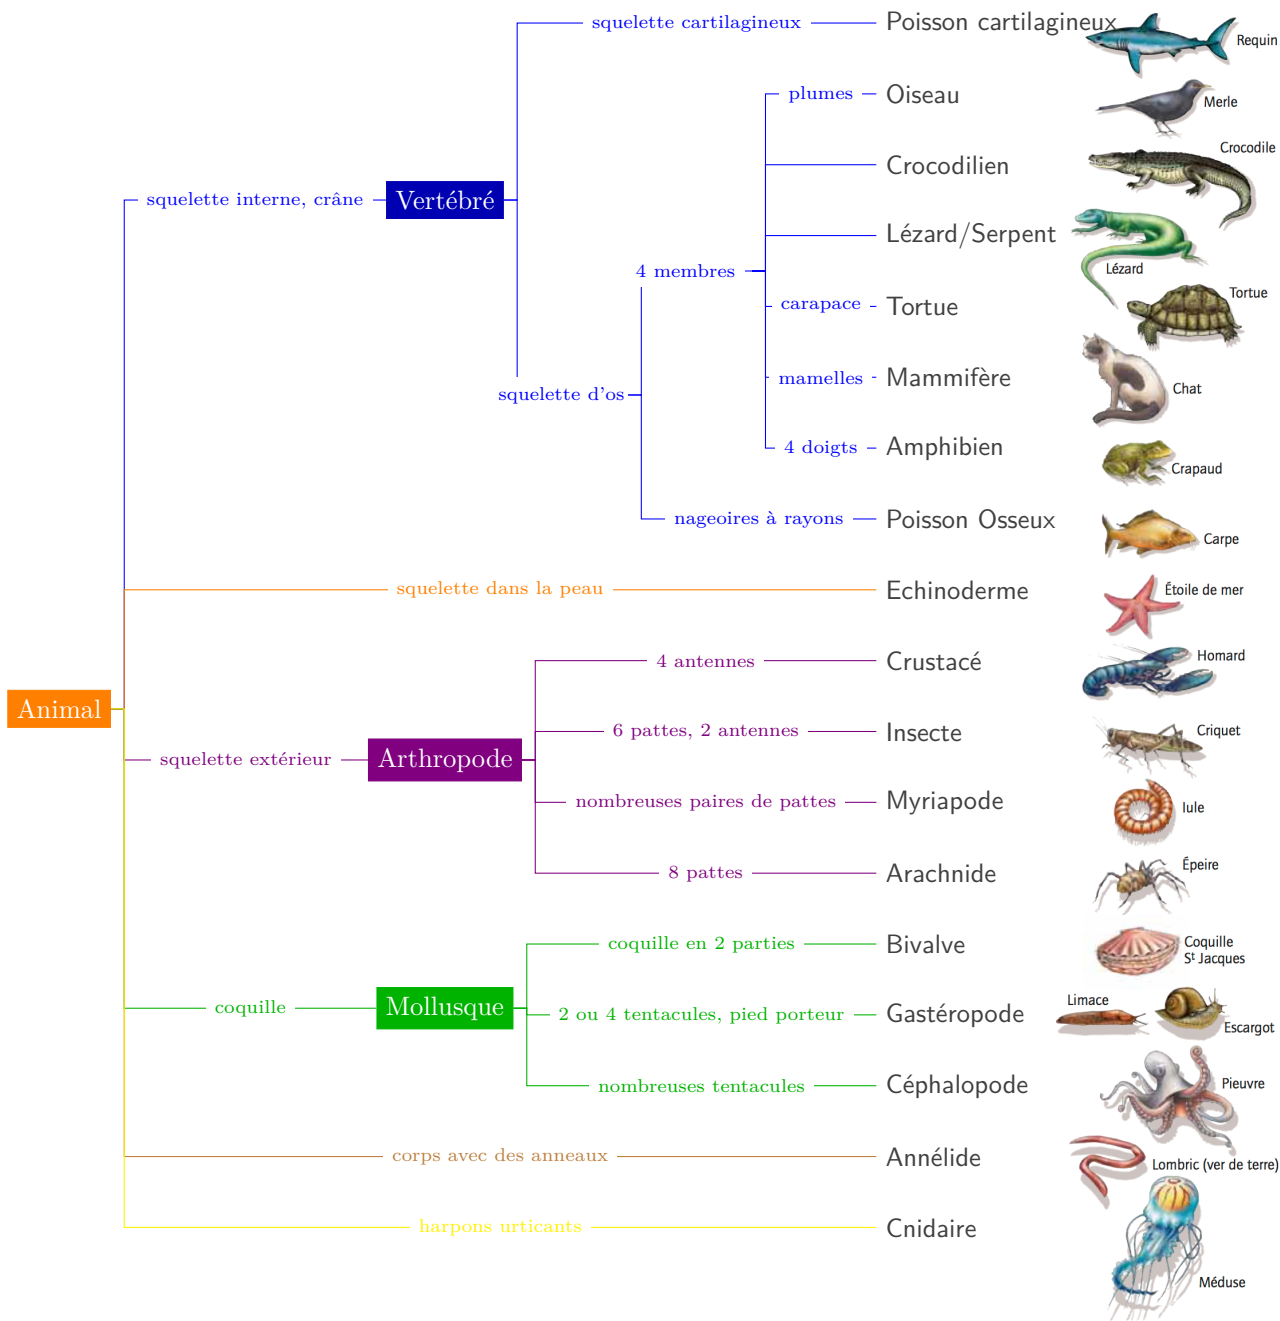 squelette cartilagineux Poisson cartilagineux Requin
plumes Oiseau Merle
Crocodilien Crocodile
squelette interne, crâne Vertébré
Lézard/Serpent Lézard
4 membres
carapace Tortue Tortue
mamelles Mammifère Chat
squelette d'os
4 doigts Amphibien Crapaud
nageoires à rayons Poisson Osseux Carpe
squelette dans la peau Echinoderme Étoile de mer
4 antennes Crustacé Homard
Animal
6 pattes, 2 antennes Insecte Criquet
squelette extérieur Arthropode
nombreuses paires de pattes Myriapode Iule
8 pattes Arachnide Épeire
coquille en 2 parties Bivalve Coquille
St Jacques
coquille Mollusque
2 ou 4 tentacules, pied porteur Gastéropode Limace Escargot
nombreuses tentacules Céphalopode Pieuvre
corps avec des anneaux Annélide Lombric (ver de terre)
harpons urticants Cnidaire Méduse